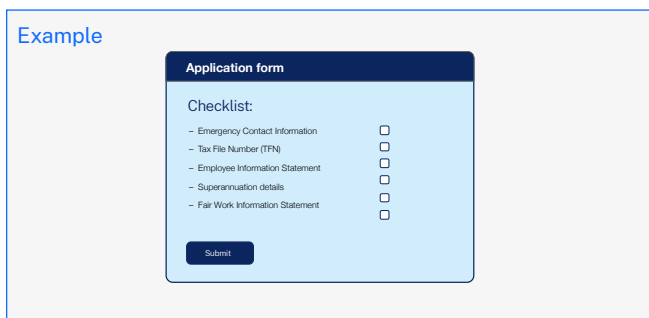 Example
Application form
Checklist:
– Emergency Contact Information
– Tax File Number (TFN)
– Employee Information Statement
– Superannuation details
– Fair Work Information Statement
Submit